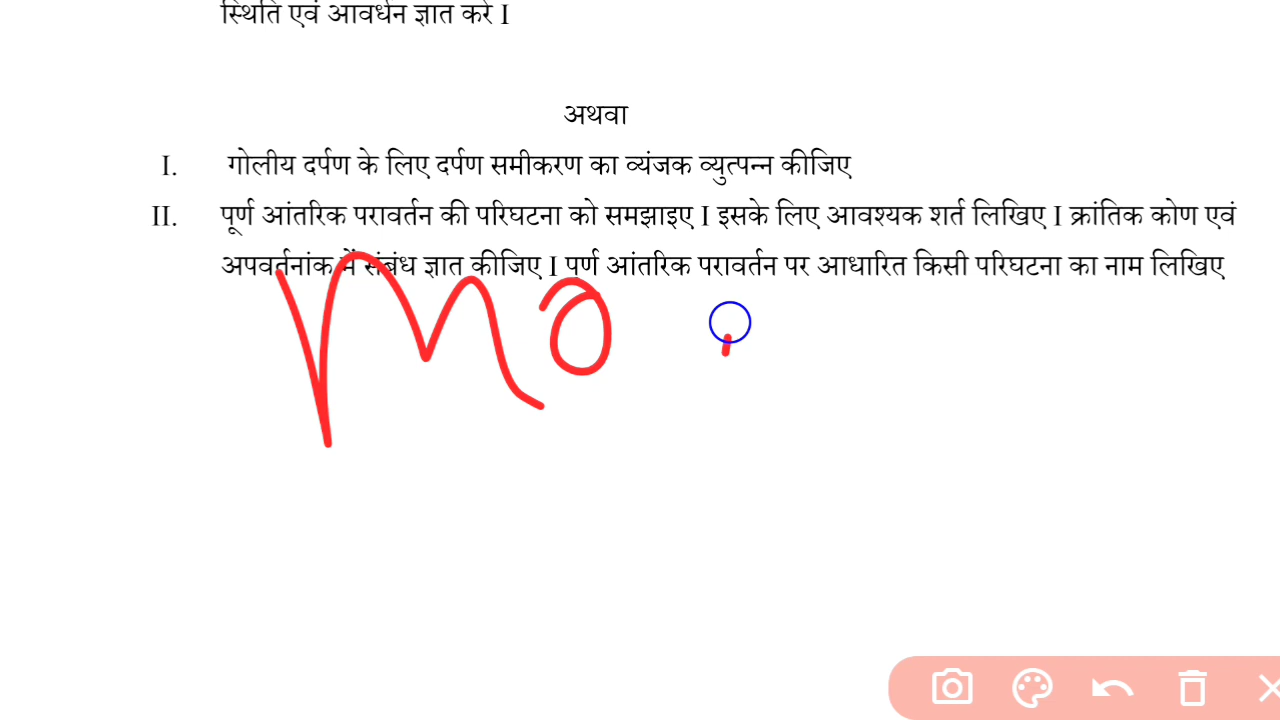 स्थिति एवं आवर्धन ज्ञात करे I
अथवा
I. गोलीय दर्पण के लिए दर्पण समीकरण का व्यंजक व्युत्पन्न कीजिए
II. पूर्ण आंतरिक परावर्तन की परिघटना को समझाइए I इसके लिए आवश्यक शर्त लिखिए I क्रांतिक कोण एवं
अपवर्तनांक में संबंध ज्ञात कीजिए I पूर्ण आंतरिक परावर्तन पर आधारित किसी परिघटना का नाम लिखिए
Ma